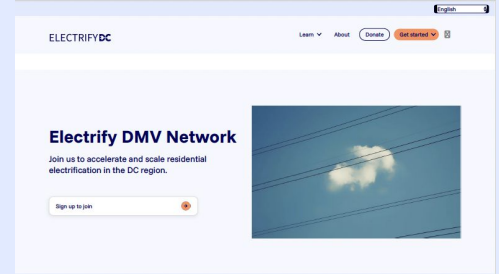 English
ELECTRIFYDC
Learn About Donate Get started
Electrify DMV Network
Join us to accelerate and scale residential
electrification in the DC region.
Sign up to join